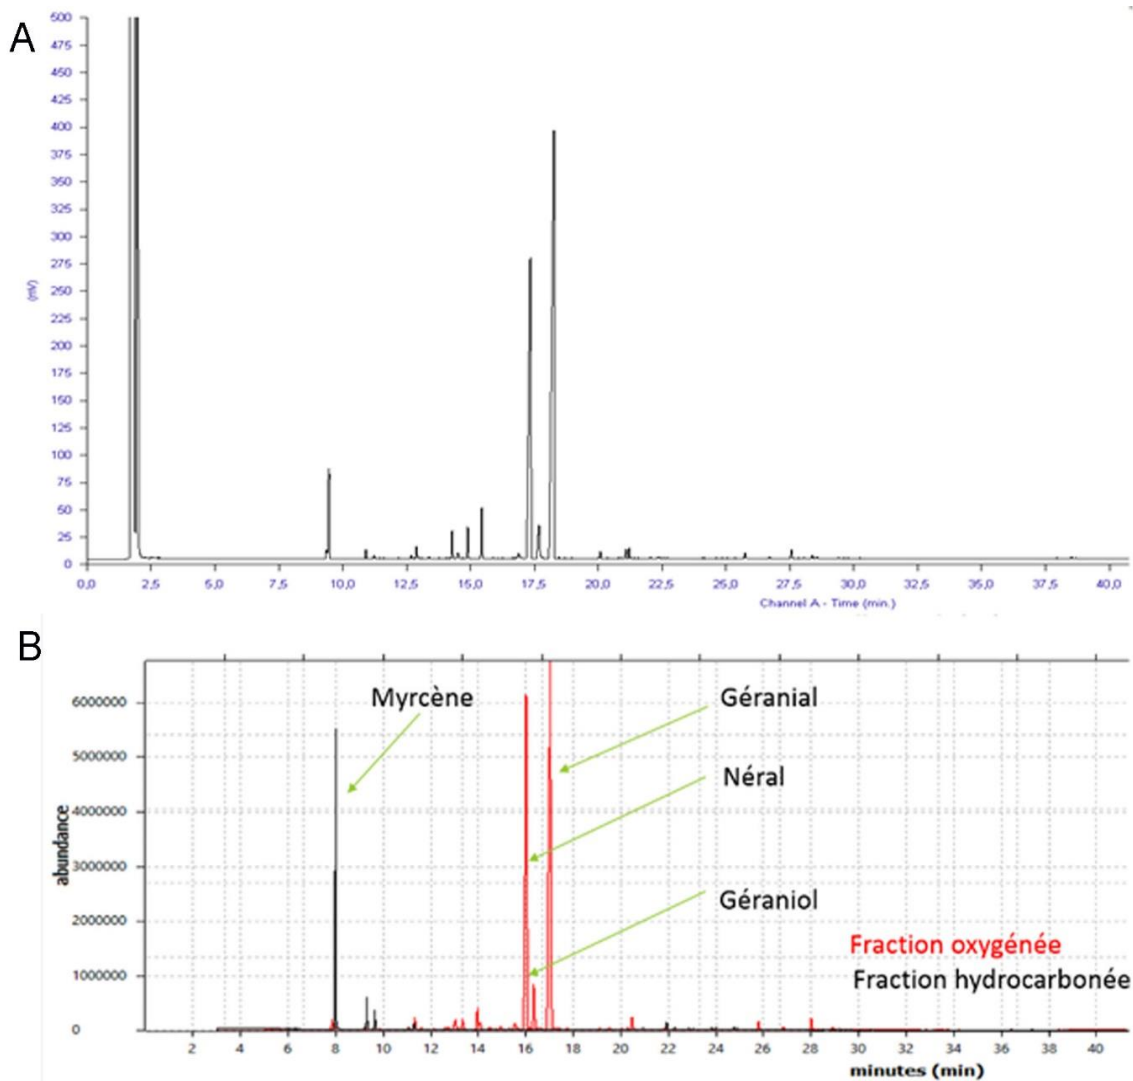 A
500
475
450
425
400
375
350
325
300
275
250
225
200
175
150
125
100
75
50
25
0
(mV)
0,0 2,5 5,0 7,5 10,0 12,5 15,0 17,5 20,0 22,5 25,0 27,5 30,0 32,5 35,0 37,5 40,0
Channel A - Time (min.)
B
Myrcène
Géranial
Néral
Géraniol
Fraction oxygénée
Fraction hydrocarbonée
abundance
6000000
5000000
4000000
3000000
2000000
1000000
0
2 4 6 8 10 12 14 16 18 20 22 24 26 28 30 32 34 36 38 40
minutes (min)